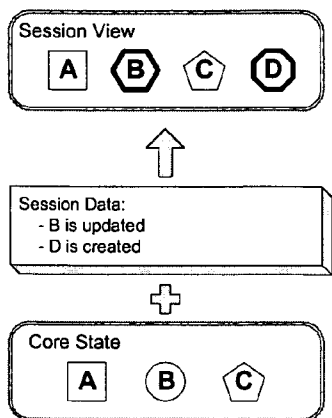 Session View
A B C D
Session Data:
- B is updated
- D is created
Core State
A B C